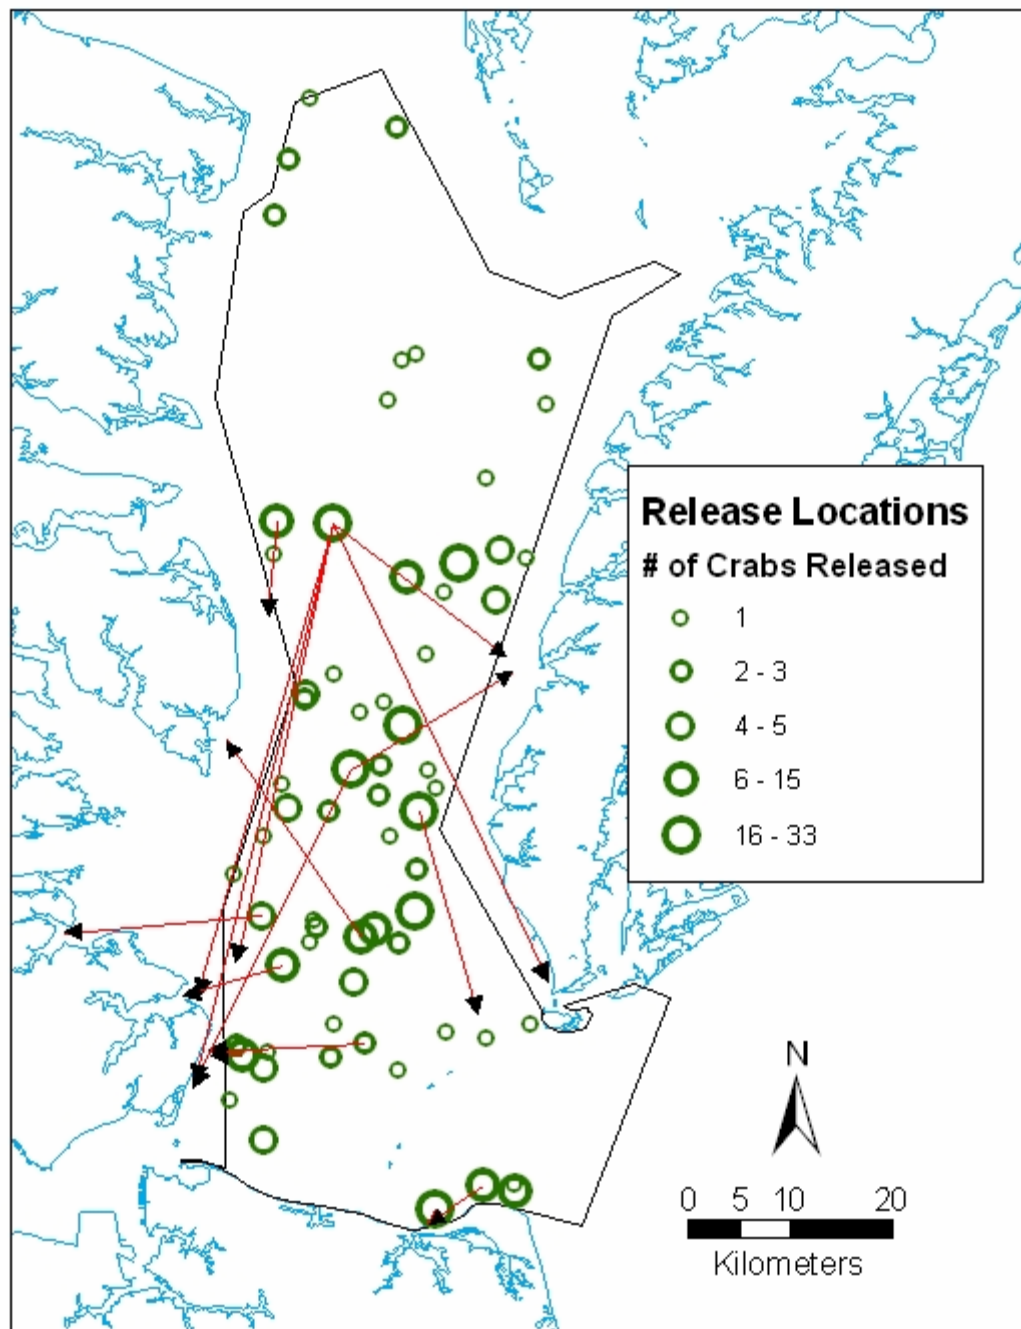 Release Locations
# of Crabs Released
1
2 - 3
4 - 5
6 - 15
16 - 33
N
0 5 10 20
Kilometers